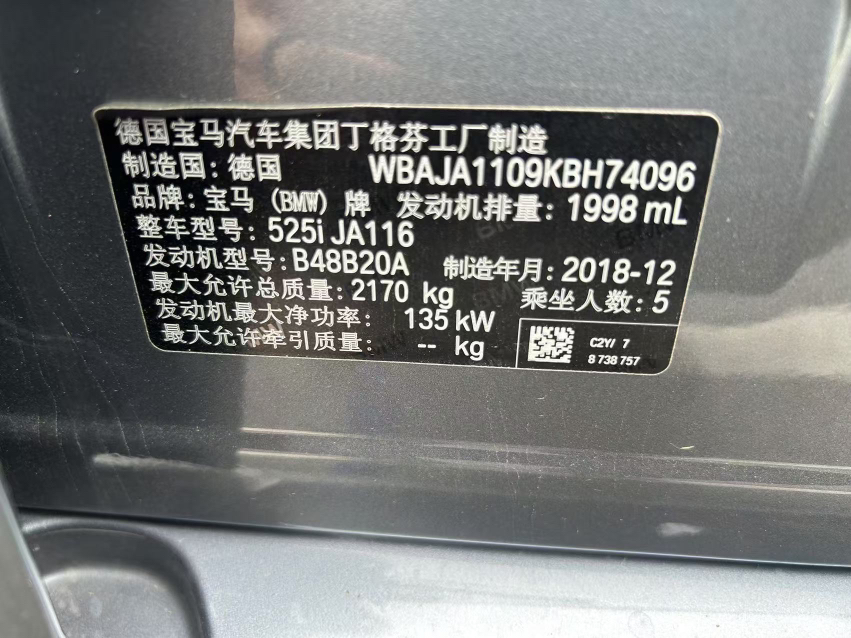 德国宝马汽车集团丁格芬工厂制造
制造国: 德国 WBAJA1109KBH74096
品牌: 宝马 (BMW) 牌 发动机排量: 1998 mL
整车型号: 525i JA116
发动机型号: B48B20A 制造年月: 2018-12
最大允许总质量: 2170 kg 乘坐人数: 5
发动机最大净功率: 135 kW
最大允许牵引质量: -- kg
C2Y/ 7
8 738 757